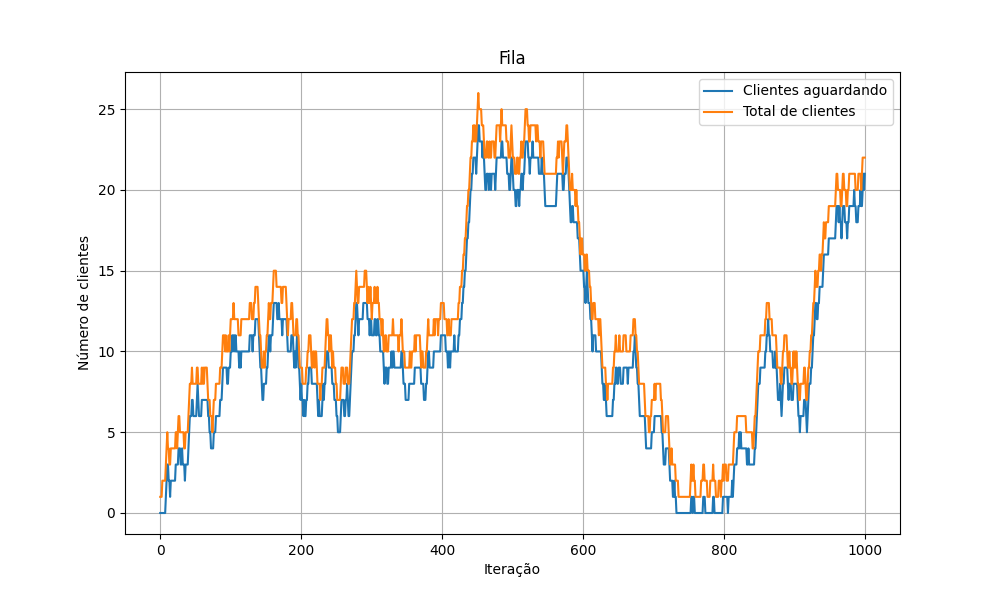 Fila
Clientes aguardando
Total de clientes
Número de clientes
25
20
15
10
5
0
0 200 400 600 800 1000
Iteração